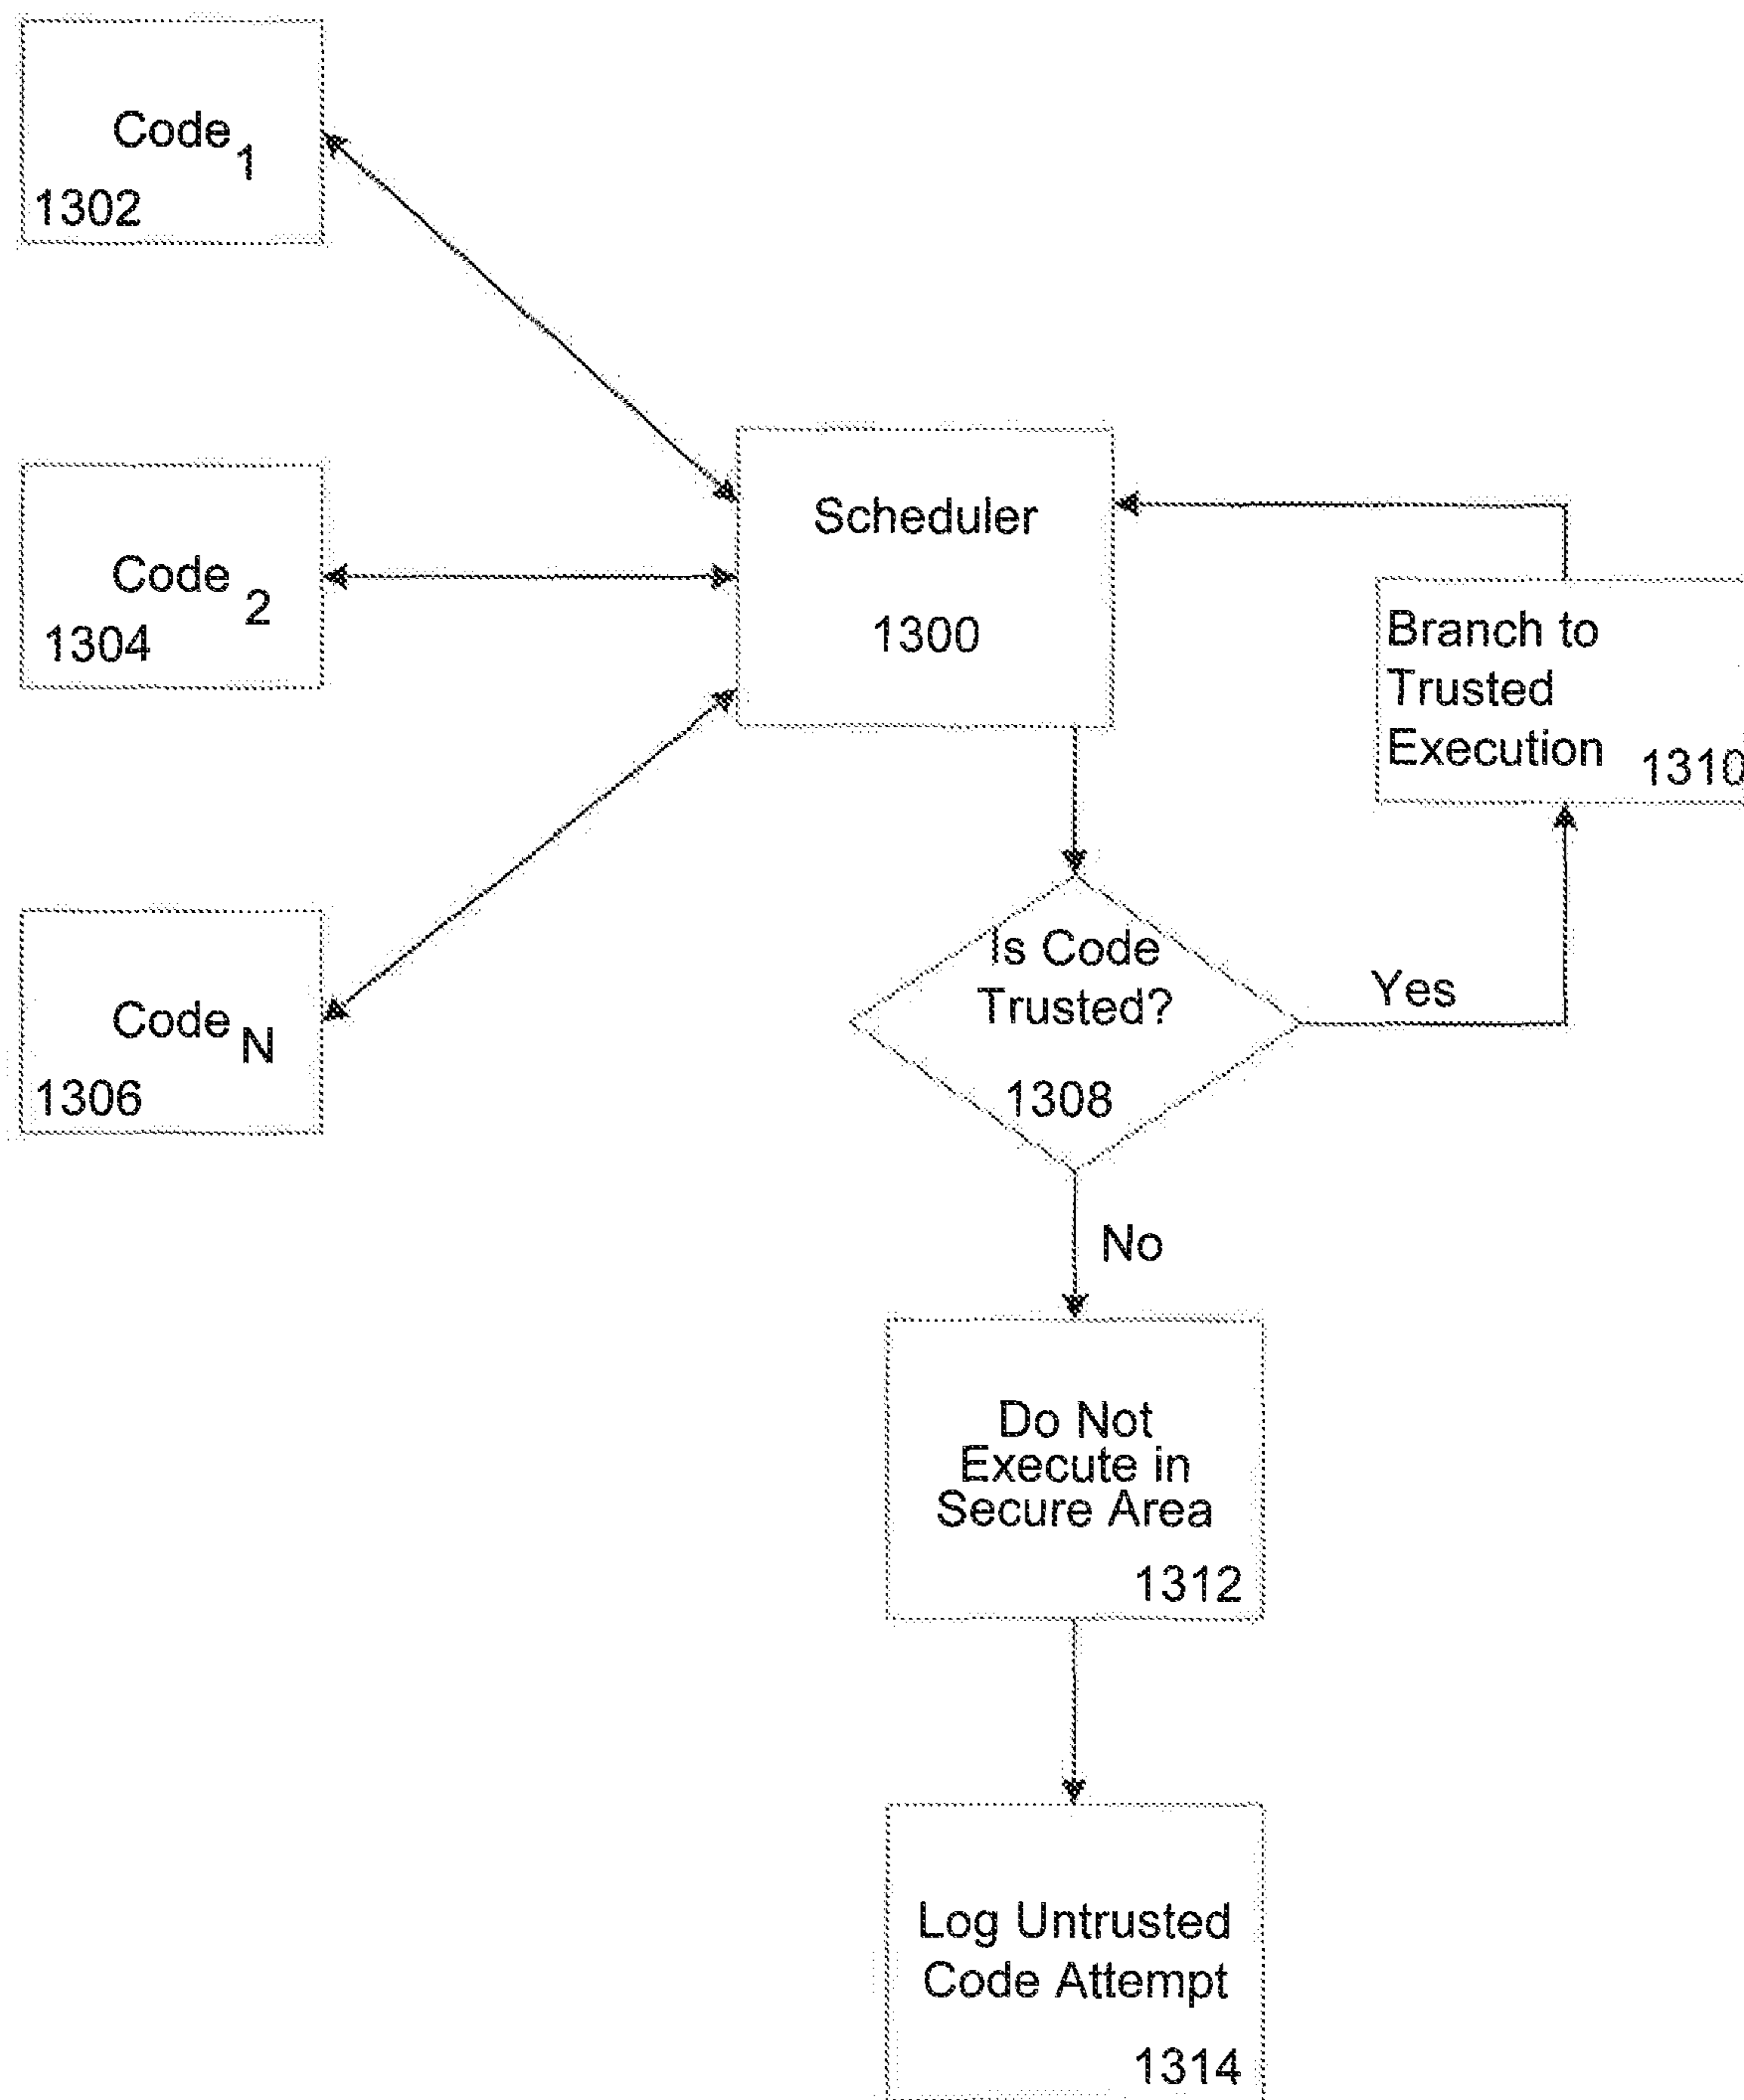 Code 1
1302
Code 2
1304
Code N
1306
Scheduler
1300
Branch to
Trusted
Execution
1310
Is Code
Trusted?
1308
Yes
No
Do Not
Execute in
Secure Area
1312
Log Untrusted
Code Attempt
1314